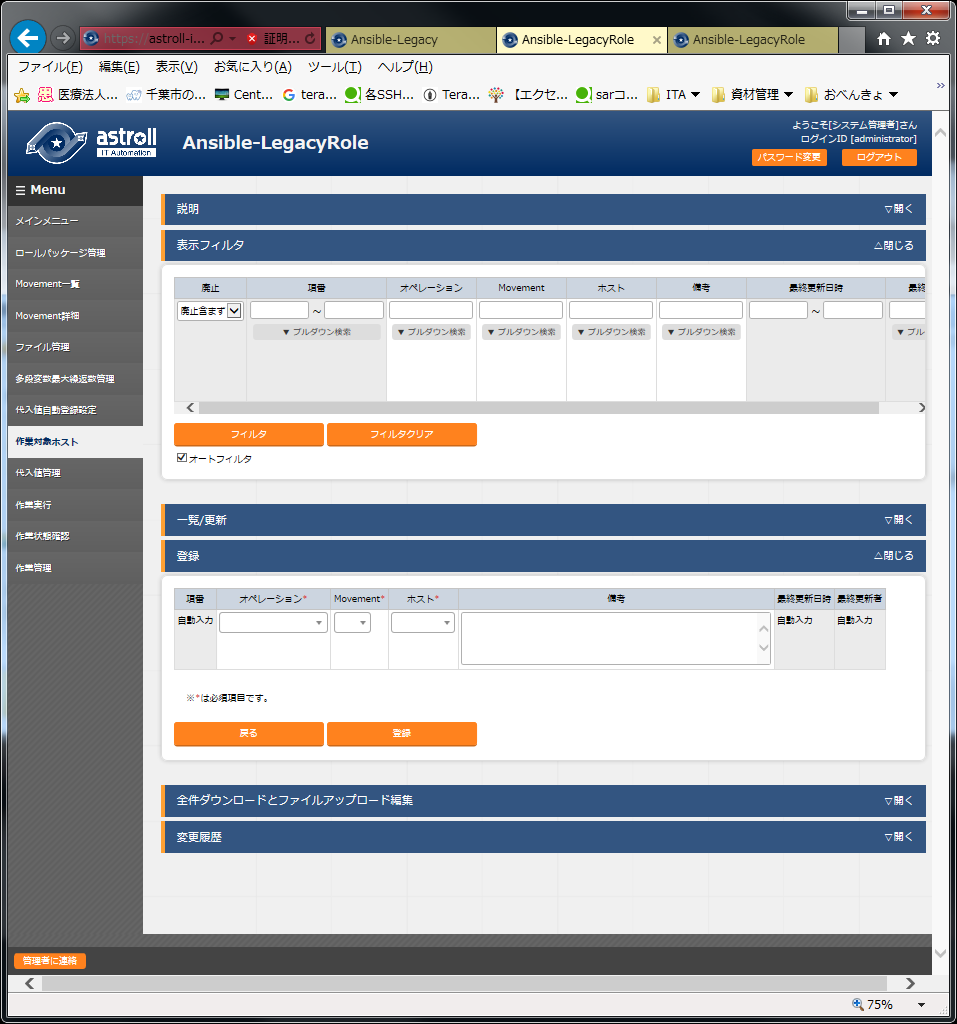 https://astroll-i... 証明... Ansible-Legacy Ansible-LegacyRole Ansible-LegacyRole
ファイル(F) 編集(E) 表示(V) お気に入り(A) ツール(T) ヘルプ(H)
医療法人... 千葉市の... Cent... tera... 各SSH... Tera... 【エクセ... sarコ... ITA 資材管理 おべんきょ
astroll
IT Automation
Ansible-LegacyRole
ようこそ[システム管理者]さん
ログインID [administrator]
パスワード変更 ログアウト
☰ Menu
メインメニュー
ロールパッケージ管理
Movement一覧
Movement詳細
ファイル管理
多段変数最大繰返数管理
代入値自動登録設定
作業対象ホスト
代入値管理
作業実行
作業状態確認
作業管理
説明 ▽開く
表示フィルタ △閉じる
廃止 項番 オペレーション Movement ホスト 備考 最終更新日時 最終
廃止含ます ~ ~
▼ プルダウン検索 ▼ プルダウン検索 ▼ プルダウン検索 ▼ プルダウン検索 ▼ プルダウン検索 ▼ プル
フィルタ フィルタクリア
オートフィルタ
一覧/更新 ▽開く
登録 △閉じる
項番 オペレーション* Movement* ホスト* 備考 最終更新日時 最終更新者
自動入力 自動入力 自動入力
※*は必須項目です。
戻る 登録
全件ダウンロードとファイルアップロード編集 ▽開く
変更履歴 ▽開く
管理者に連絡
75%